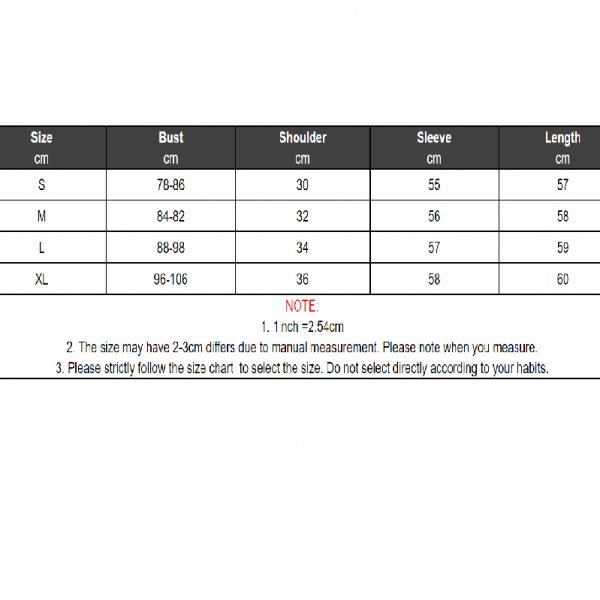 Size Bust Shoulder Sleeve Length
cm cm cm cm cm
S 78-86 30 55 57
M 84-82 32 56 58
L 88-98 34 57 59
XL 96-106 36 58 60
NOTE:
1. 1 nch =2.54cm
2. The size may have 2-3cm differs due to manual measurement. Please note when you measure.
3. Please strictly follow the size chart to select the size. Do not select directly according to your habits.